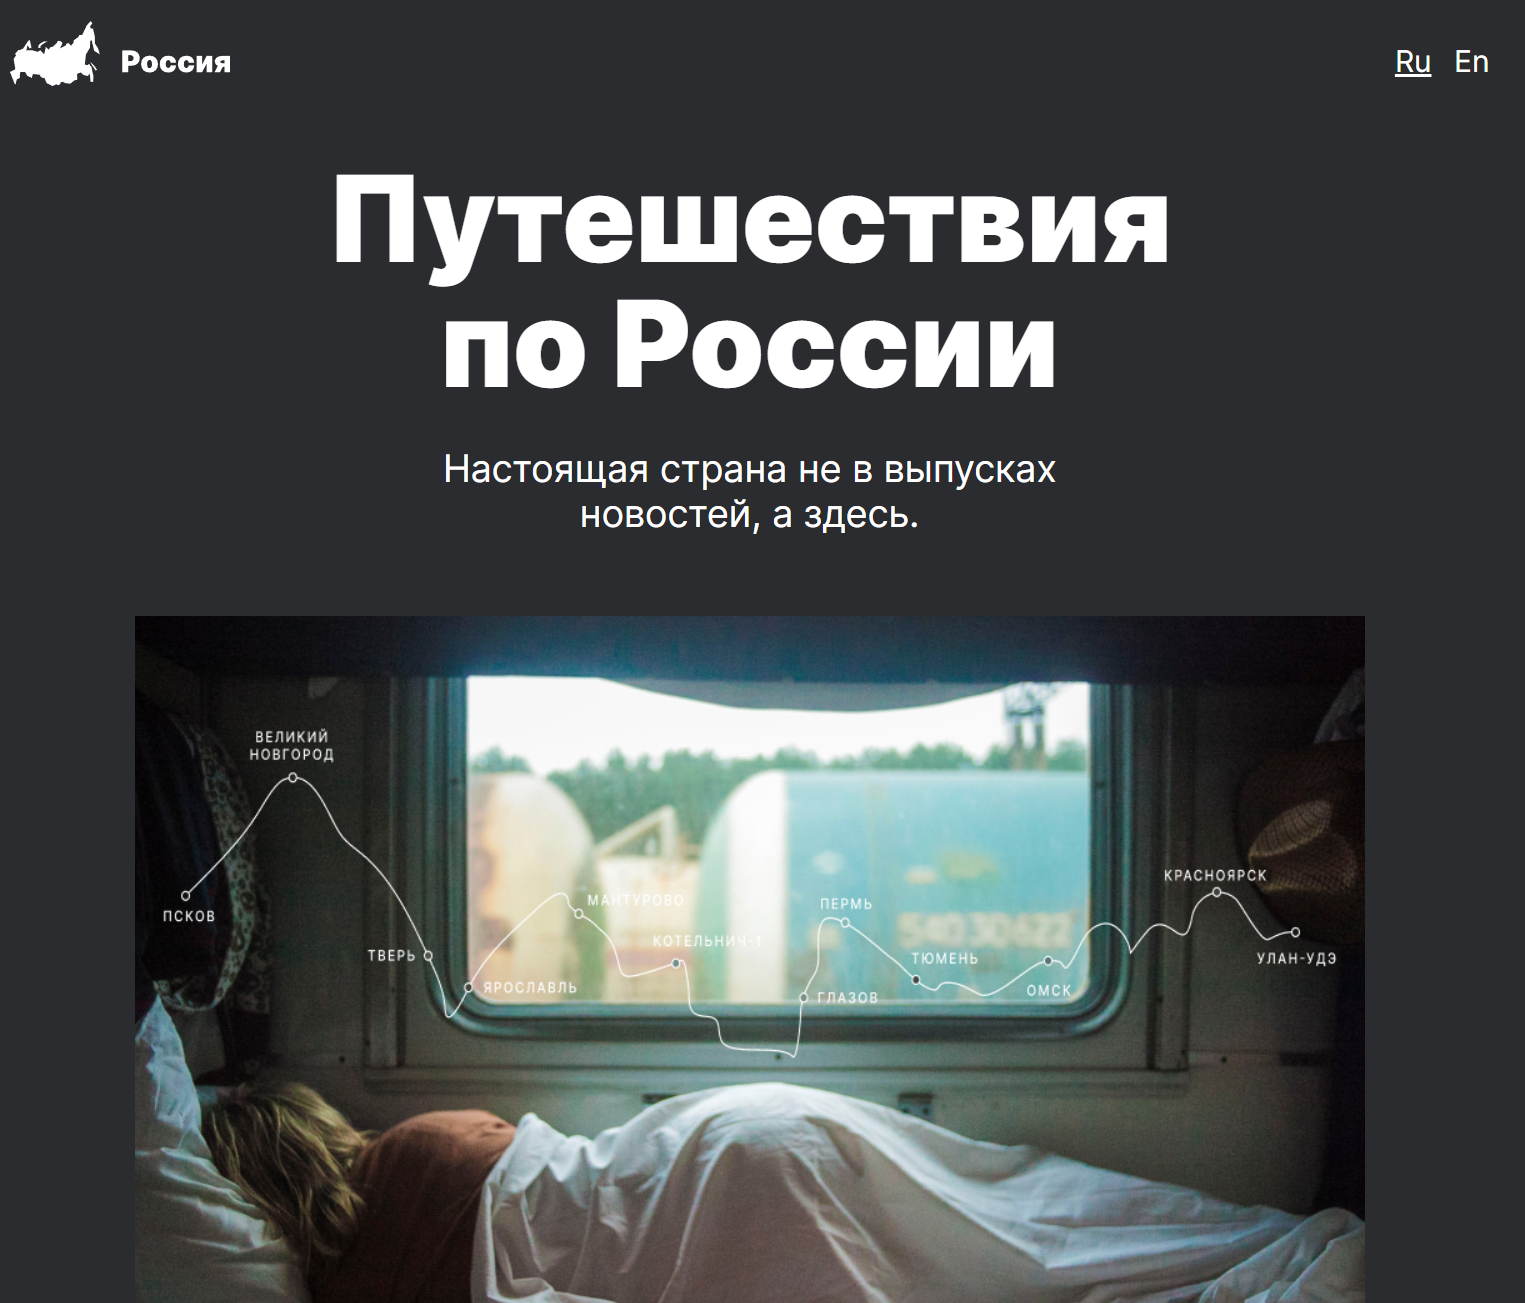 Россия
Ru En
Путешествия
по России
Настоящая страна не в выпусках
новостей, а здесь.
ВЕЛИКИЙ
НОВГОРОД
ПСКОВ
ТВЕРЬ
ЯРОСЛАВЛЬ
МАНТУРОВО
КОТЕЛЬНИЧ-1
ГЛАЗОВ
ПЕРМЬ
ТЮМЕНЬ
ОМСК
КРАСНОЯРСК
УЛАН-УДЭ